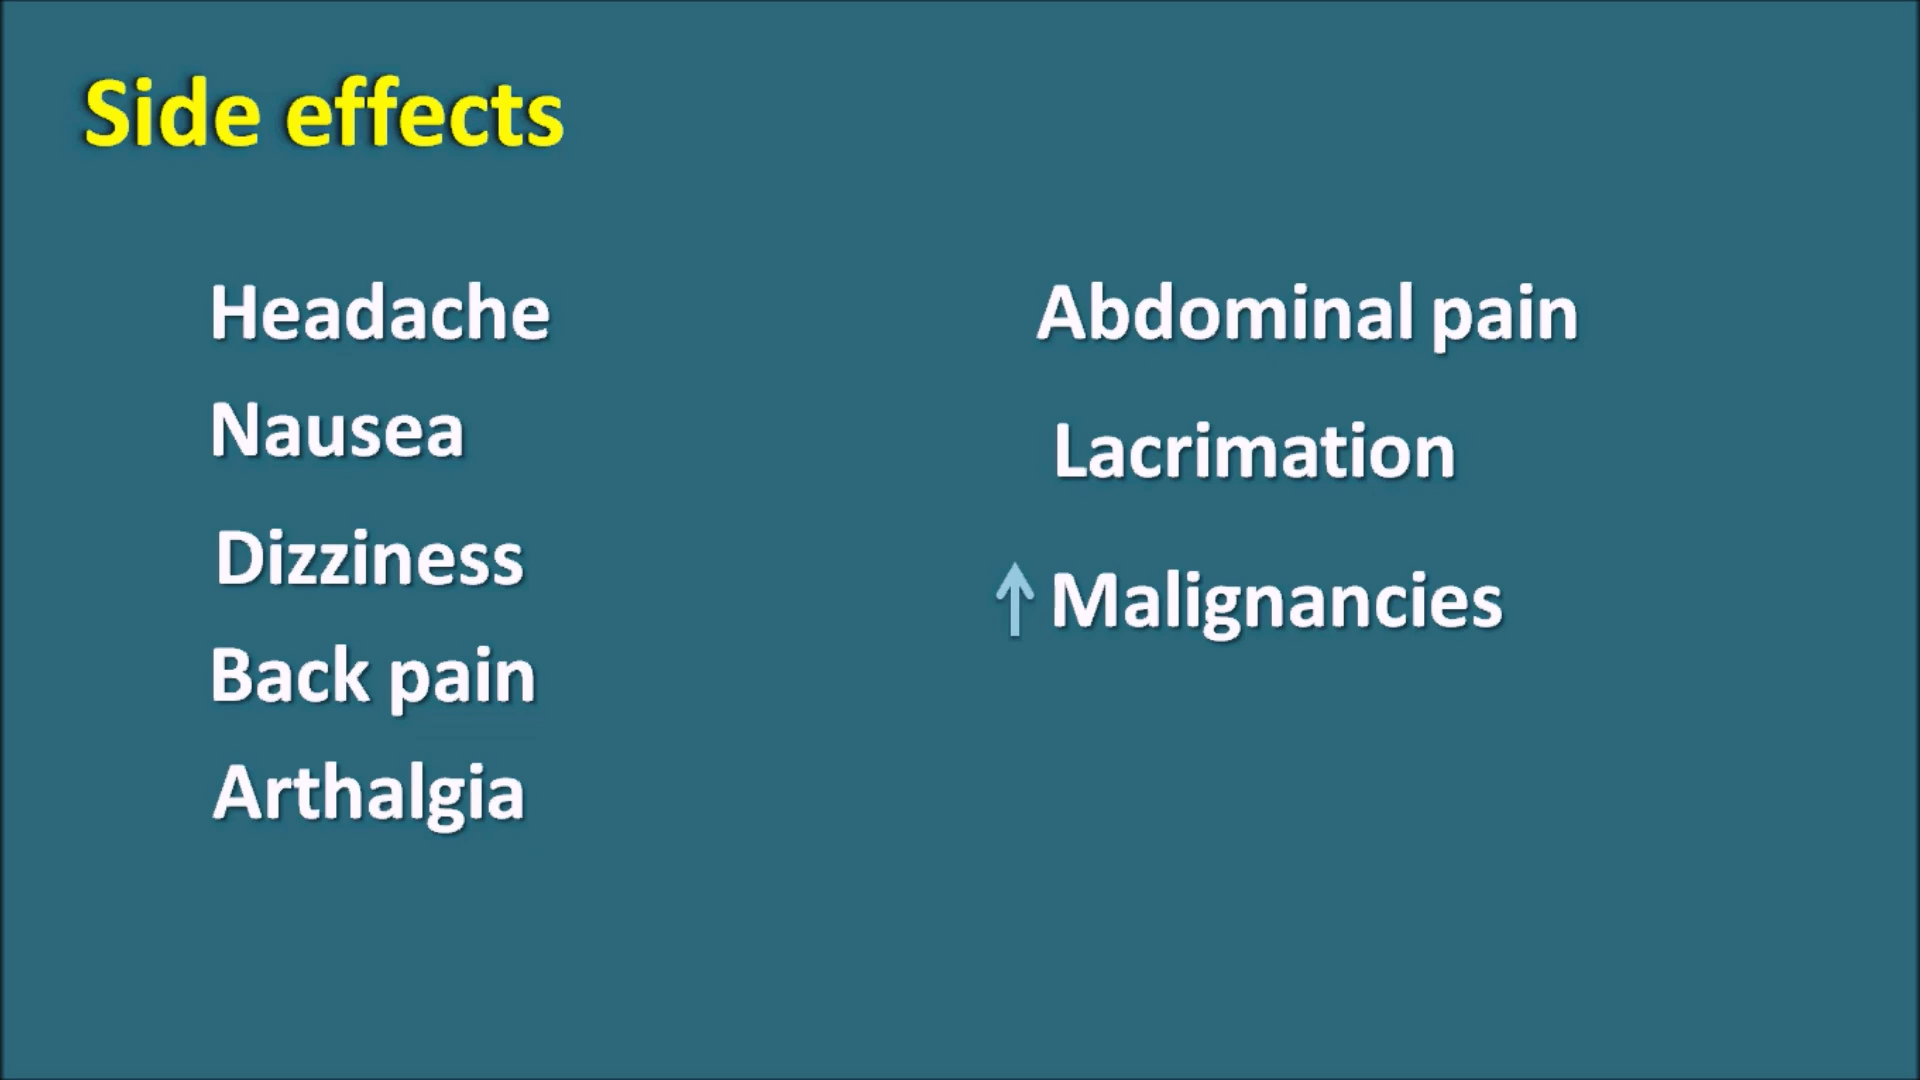 Side effects
Headache
Nausea
Dizziness
Back pain
Arthalgia
Abdominal pain
Lacrimation
↑ Malignancies